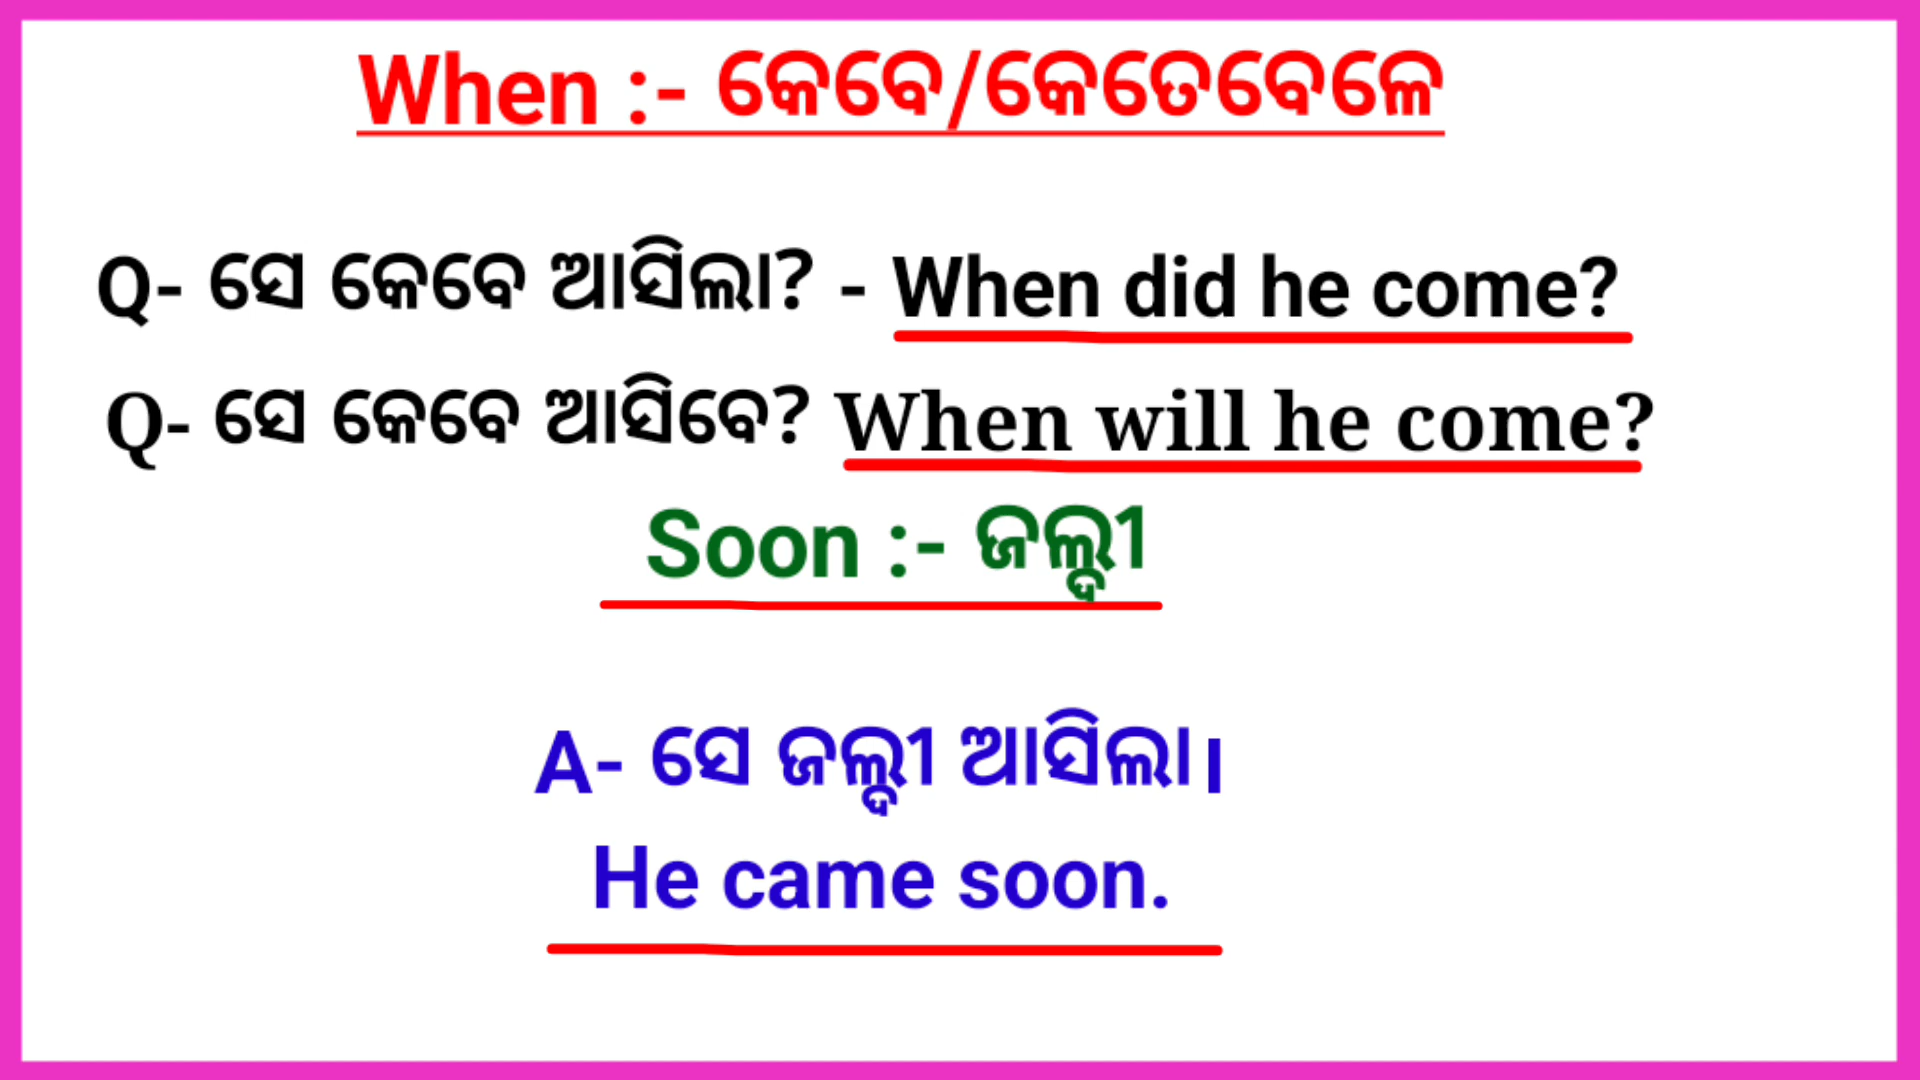 When :- କେବେ/କେତେବେଳେ
Q- ସେ କେବେ ଆସିଲା? - When did he come?
Q- ସେ କେବେ ଆସିବେ? When will he come?
Soon :- ଜଲ୍ଦୀ
A- ସେ ଜଲ୍ଦୀ ଆସିଲା।
He came soon.